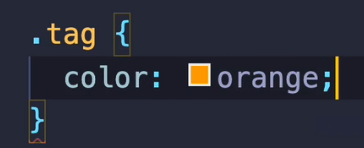 .tag {
  color: orange;
}